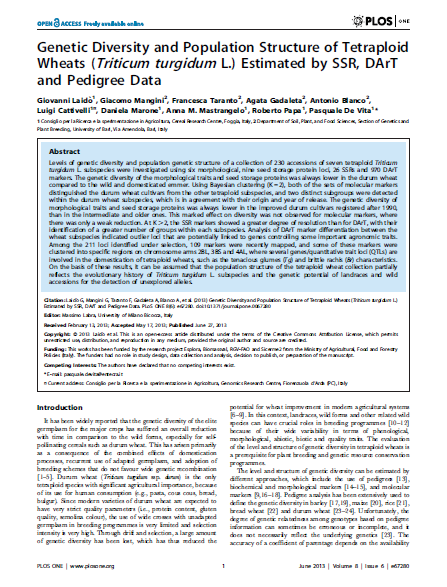 OPEN ACCESS Freely available online
PLOS ONE
Genetic Diversity and Population Structure of Tetraploid
Wheats (Triticum turgidum L.) Estimated by SSR, DArT
and Pedigree Data
Giovanni Laidò1, Giacomo Mangini2, Francesca Taranto2, Agata Gadaleta2, Antonio Blanco2,
Luigi Cattivelli1¤, Daniela Marone1, Anna M. Mastrangelo1, Roberto Papa1, Pasquale De Vita1*
1 Consiglio per la Ricerca e la sperimentazione in Agricoltura, Cereal Research Centre, Foggia, Italy, 2 Department of Soil, Plant, and Food Sciences, Section of Genetics and
Plant Breeding, University of Bari, Via Amendola, Bari, Italy
Abstract
Levels of genetic diversity and population genetic structure of a collection of 230 accessions of seven tetraploid Triticum
turgidum L. subspecies were investigated using six morphological, nine seed storage protein loci, 26 SSRs and 970 DArT
markers. The genetic diversity of the morphological traits and seed storage proteins was always lower in the durum wheat
compared to the wild and domesticated emmer. Using Bayesian clustering (K = 2), both of the sets of molecular markers
distinguished the durum wheat cultivars from the other tetraploid subspecies, and two distinct subgroups were detected
within the durum wheat subspecies, which is in agreement with their origin and year of release. The genetic diversity of
morphological traits and seed storage proteins was always lower in the improved durum cultivars registered after 1990,
than in the intermediate and older ones. This marked effect on diversity was not observed for molecular markers, where
there was only a weak reduction. At K >2, the SSR markers showed a greater degree of resolution than for DArT, with their
identification of a greater number of groups within each subspecies. Analysis of DArT marker differentiation between the
wheat subspecies indicated outlier loci that are potentially linked to genes controlling some important agronomic traits.
Among the 211 loci identified under selection, 109 markers were recently mapped, and some of these markers were
clustered into specific regions on chromosome arms 2BL, 3BS and 4AL, where several genes/quantitative trait loci (QTLs) are
involved in the domestication of tetraploid wheats, such as the tenacious glumes (Tg) and brittle rachis (Br) characteristics.
On the basis of these results, it can be assumed that the population structure of the tetraploid wheat collection partially
reflects the evolutionary history of Triticum turgidum L. subspecies and the genetic potential of landraces and wild
accessions for the detection of unexplored alleles.
Citation: Laidò G, Mangini G, Taranto F, Gadaleta A, Blanco A, et al. (2013) Genetic Diversity and Population Structure of Tetraploid Wheats (Triticum turgidum L.)
Estimated by SSR, DArT and Pedigree Data. PLoS ONE 8(6): e67280. doi:10.1371/journal.pone.0067280
Editor: Massimo Labra, University of Milano Bicocca, Italy
Received February 13, 2013; Accepted May 17, 2013; Published June 27, 2013
Copyright: © 2013 Laidò et al. This is an open-access article distributed under the terms of the Creative Commons Attribution License, which permits
unrestricted use, distribution, and reproduction in any medium, provided the original author and source are credited.
Funding: This works has been funded by the research project Explora, Biomassval, RGV-FAO and Sicerme3 from the Ministry of Agricultural, Food and Forestry
Policies (Italy). The funders had no role in study design, data collection and analysis, decision to publish, or preparation of the manuscript.
Competing Interests: The authors have declared that no competing interests exist.
¤ Current address: Consiglio per la Ricerca e la sperimentazione in Agricoltura, Genomics Research Centre, Fiorenzuola d'Arda (PC), Italy
Introduction
It has been widely reported that the genetic diversity of the elite
germplasm for the major crops has suffered an overall reduction
with time in comparison to the wild forms, especially for self-
pollinating cereals such as durum wheat. This has arisen primarily
as a consequence of the combined effects of domestication
processes, recurrent use of adapted germplasm, and adoption of
breeding schemes that do not favour wide genetic recombination
[1–5]. Durum wheat (Triticum turgidum ssp. durum) is the only
tetraploid species with significant agricultural importance, because
of its use for human consumption (e.g., pasta, cous cous, bread,
bulgur). Since modern varieties of durum wheat are expected to
have very strict quality parameters (i.e., protein content, gluten
quality, semolina colour), the use of wide crosses with unadapted
germplasm in breeding programmes is very limited and selection
intensity is very high. Through drift and selection, a large amount
of genetic diversity has been lost, which has thus reduced the
potential for wheat improvement in modern agricultural systems
[6–9]. In this context, landraces, wild forms and other related wild
species can have crucial roles in breeding programmes [10–12]
because of their wide variability in terms of phenological,
morphological, abiotic, biotic and quality traits. The evaluation
of the level and structure of genetic diversity in tetraploid wheats is
a prerequisite for plant breeding and genetic resource conservation
programmes.
The level and structure of genetic diversity can be estimated by
different approaches, which include the use of pedigrees [13],
biochemical and morphological markers [14–15], and molecular
markers [9,16–18]. Pedigree analysis has been extensively used to
define the genetic diversity in barley [17,19], maize [20], rice [21],
bread wheat [22] and durum wheat [23–24]. Unfortunately, the
degree of genetic relatedness among genotypes based on pedigree
information can sometimes be erroneous or incomplete, and it
does not necessarily reflect the underlying genetics [23]. The
accuracy of a coefficient of parentage depends on the availability
PLOS ONE | www.plosone.org
1
June 2013 | Volume 8 | Issue 6 | e67280